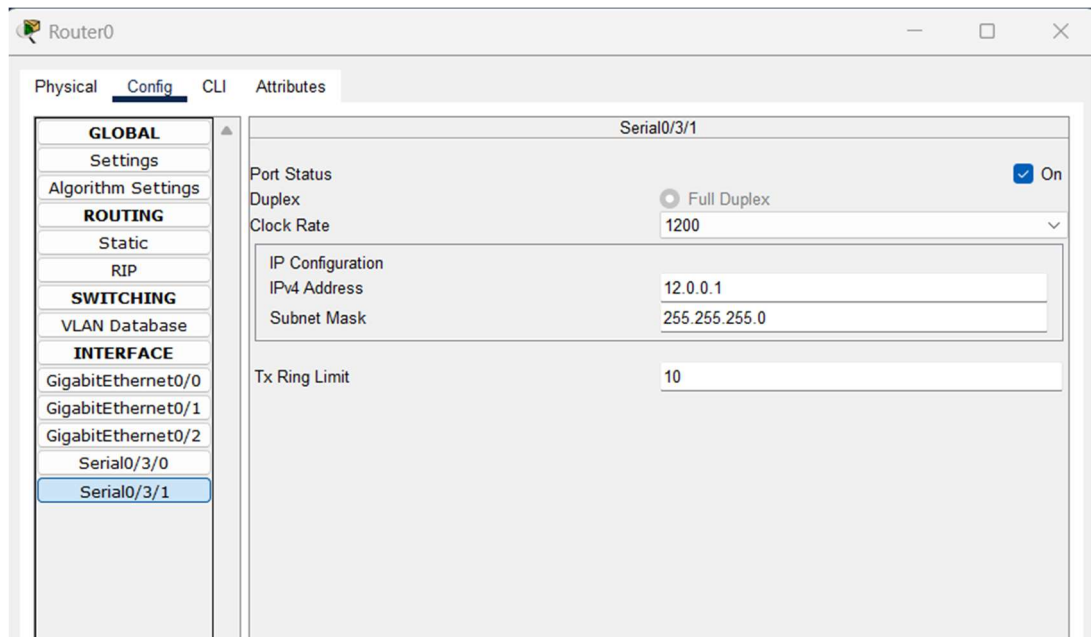 Router0
Physical Config CLI Attributes
GLOBAL
Settings
Algorithm Settings
ROUTING
Static
RIP
SWITCHING
VLAN Database
INTERFACE
GigabitEthernet0/0
GigabitEthernet0/1
GigabitEthernet0/2
Serial0/3/0
Serial0/3/1
Serial0/3/1
Port Status On
Duplex Full Duplex
Clock Rate 1200
IP Configuration
IPv4 Address 12.0.0.1
Subnet Mask 255.255.255.0
Tx Ring Limit 10